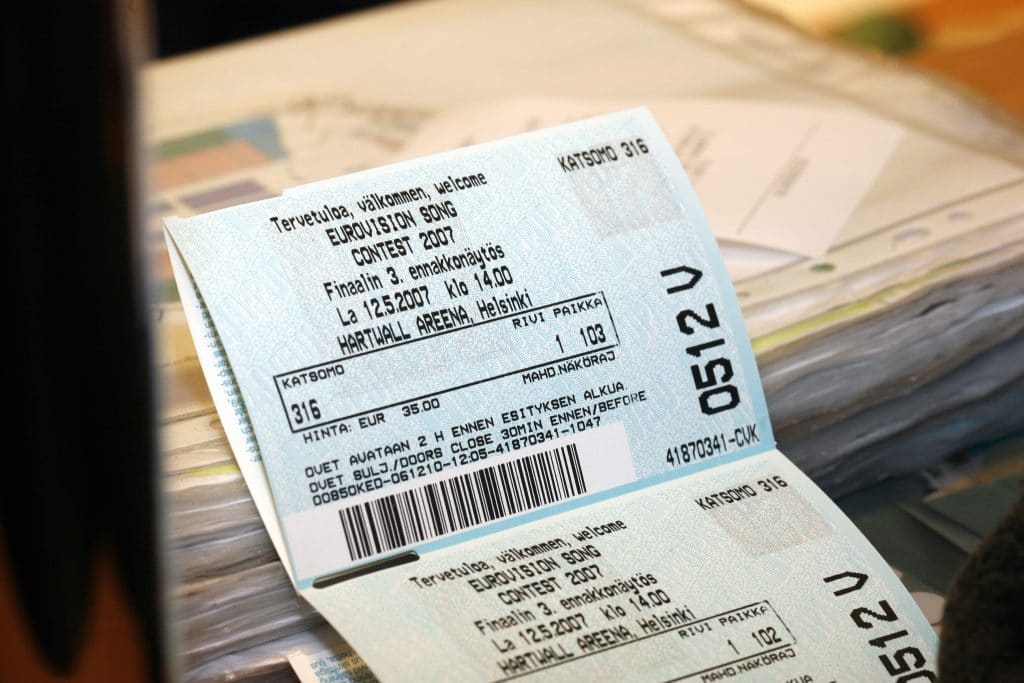 Tervetuloa, välkommen, welcome
EUROVISION SONG
CONTEST 2007
Finaalin 3. ennakkonäytös
La 12.5.2007 klo 14.00
HARTWALL AREENA, Helsinki
KATSOMO RIVI PAIKKA
316 1 103
HINTA: EUR 35.00 MAHD.NÄKÖRAJ
OVET AVATAAN 2 H ENNEN ESITYKSEN ALKUA
OVET SULJ./DOORS CLOSE 30MIN ENNEN/BEFORE
00850KED-061210-12:05-41870341-1047
KATSOMO 316
0512 V
41870341-CVK
Tervetuloa, välkommen, welcome
EUROVISION SONG
CONTEST 2007
Finaalin 3. ennakkonäytös
La 12.5.2007 klo 14.00
HARTWALL AREENA, Helsinki
RIVI PAIKKA
1 102
MAHD.NÄKÖRAJ
ALKUA
KATSOMO 316
0512 V